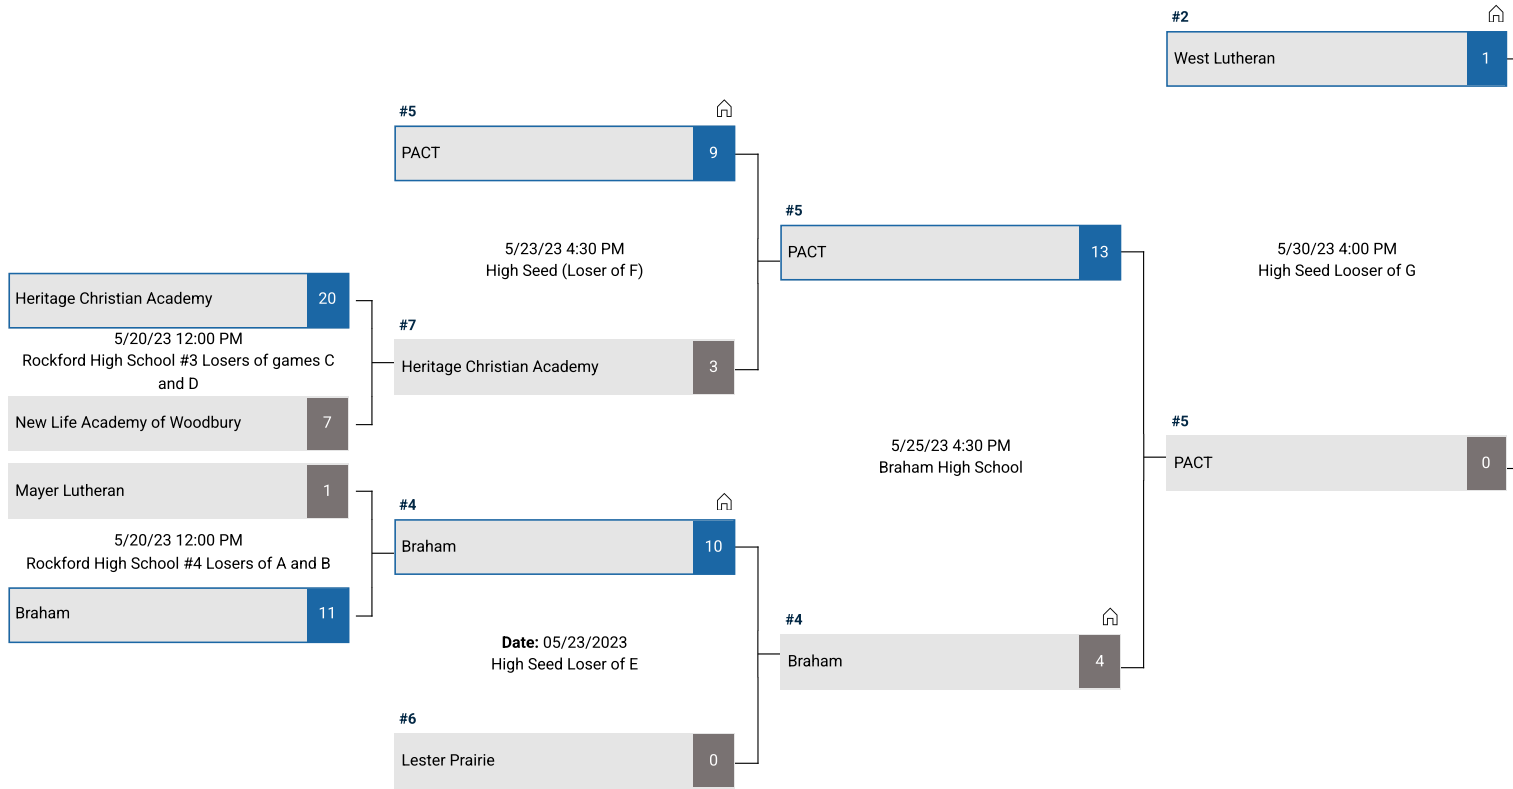 #2
West Lutheran
1
#5
PACT
9
5/23/23 4:30 PM
High Seed (Loser of F)
#7
Heritage Christian Academy
3
Heritage Christian Academy
20
5/20/23 12:00 PM
Rockford High School #3 Losers of games C
and D
New Life Academy of Woodbury
7
Mayer Lutheran
1
5/20/23 12:00 PM
Rockford High School #4 Losers of A and B
Braham
11
#4
Braham
10
Date: 05/23/2023
High Seed Loser of E
#6
Lester Prairie
0
#5
PACT
13
5/25/23 4:30 PM
Braham High School
#4
Braham
4
5/30/23 4:00 PM
High Seed Looser of G
#5
PACT
0